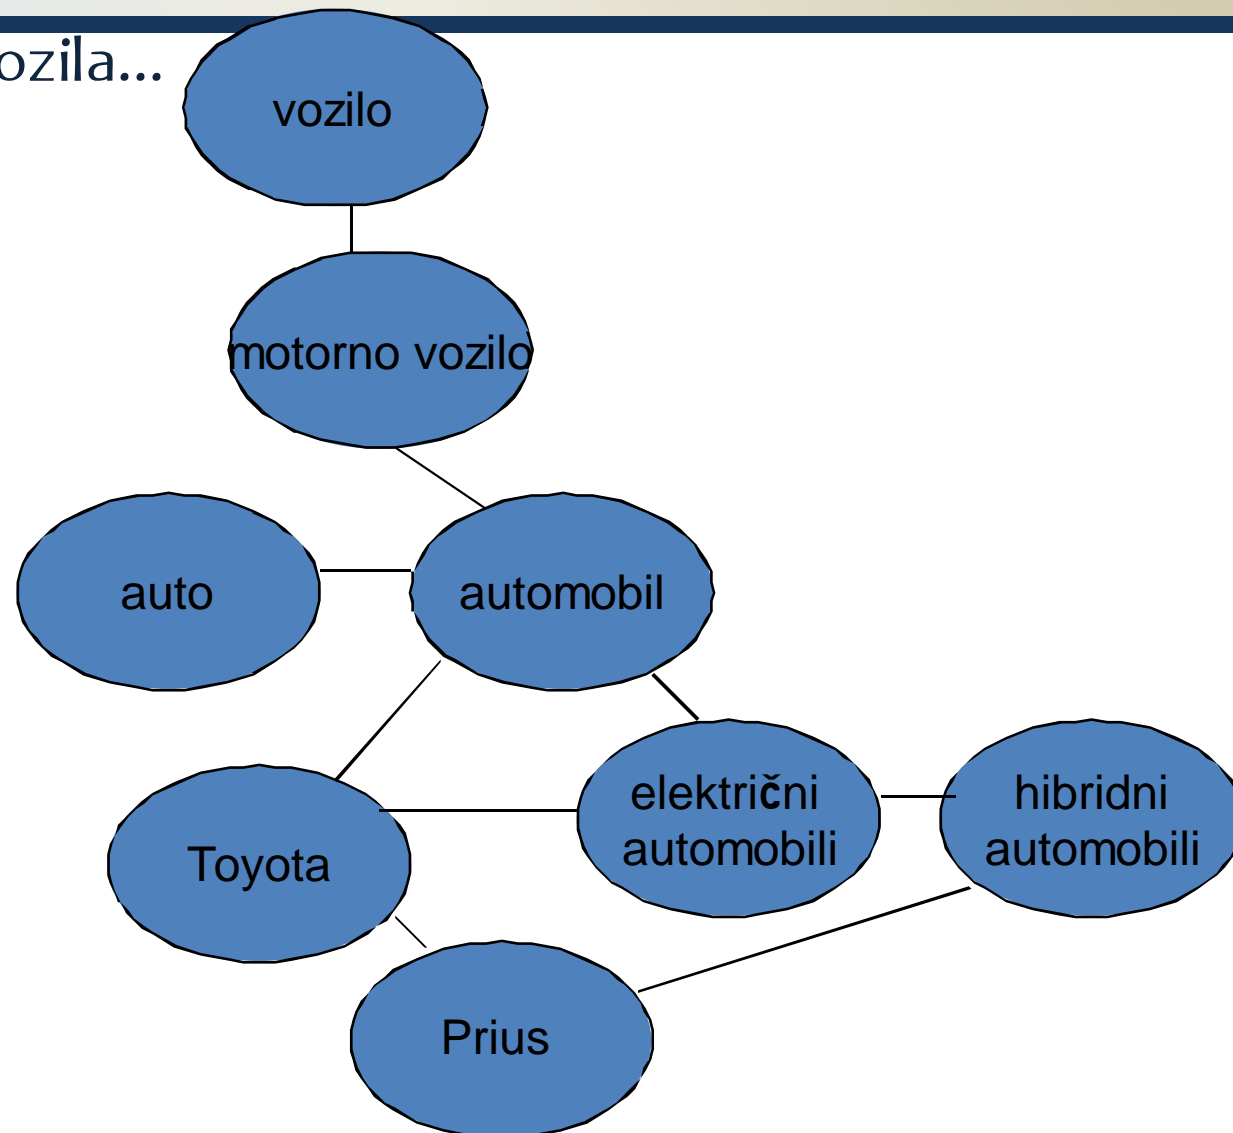 ozila...
vozilo
motorno vozilo
auto
automobil
električni
automobili
hibridni
automobili
Toyota
Prius